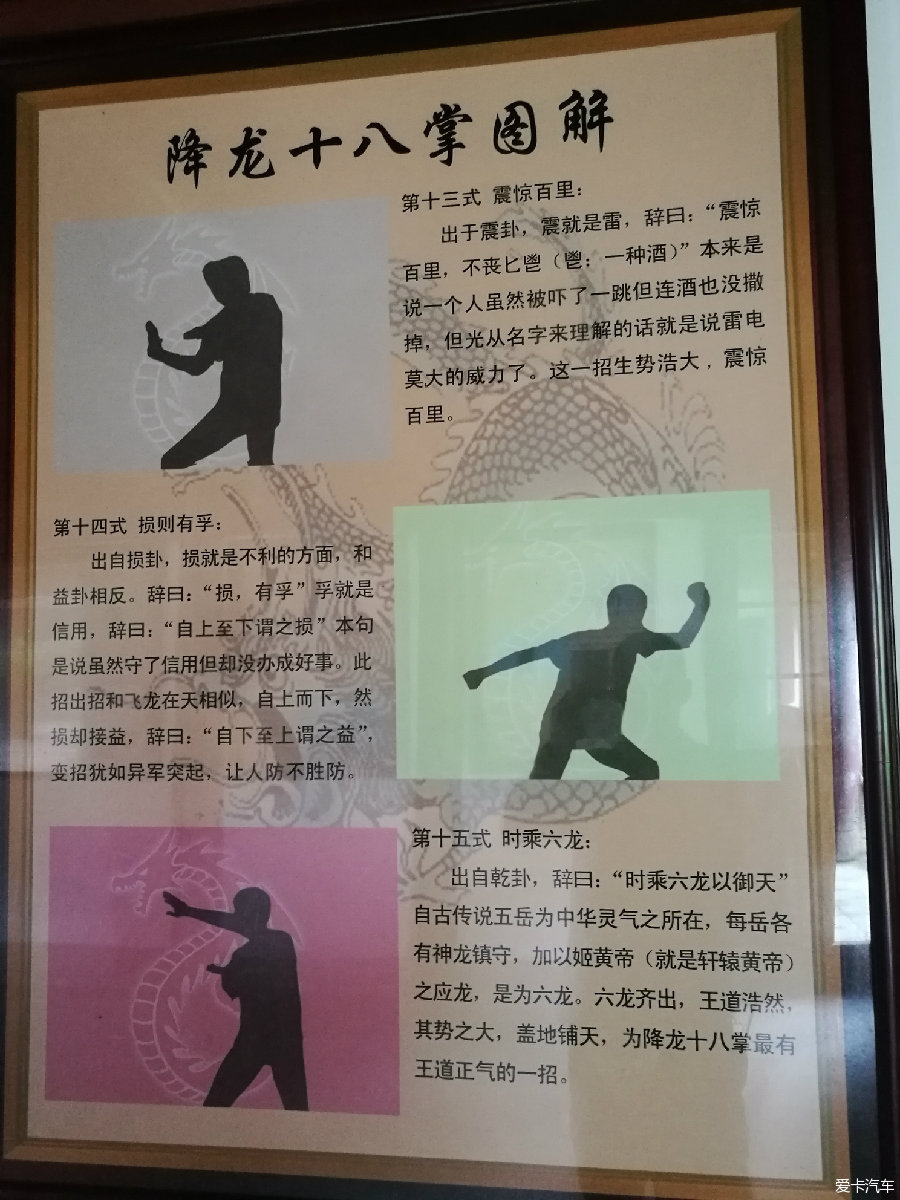 降龙十八掌图解
第十三式 震惊百里：
出于震卦，震就是雷，辞曰：“震惊
百里，不丧匕鬯（鬯：一种酒）”本来是
说一个人虽然被吓了一跳但连酒也没撒
掉，但光从名字来理解的话就是说雷电
莫大的威力了。这一招生势浩大，震惊
百里。
第十四式 损则有孚：
出自损卦，损就是不利的方面，和
益卦相反。辞曰：“损，有孚”孚就是
信用，辞曰：“自上至下谓之损”本句
是说虽然守了信用但却没办成好事。此
招出招和飞龙在天相似，自上而下，然
损却接益，辞曰：“自下至上谓之益”，
变招犹如异军突起，让人防不胜防。
第十五式 时乘六龙：
出自乾卦，辞曰：“时乘六龙以御天”
自古传说五岳为中华灵气之所在，每岳各
有神龙镇守，加以姬黄帝（就是轩辕黄帝）
之应龙，是为六龙。六龙齐出，王道浩然，
其势之大，盖地铺天，为降龙十八掌最有
王道正气的一招。
爱卡汽车